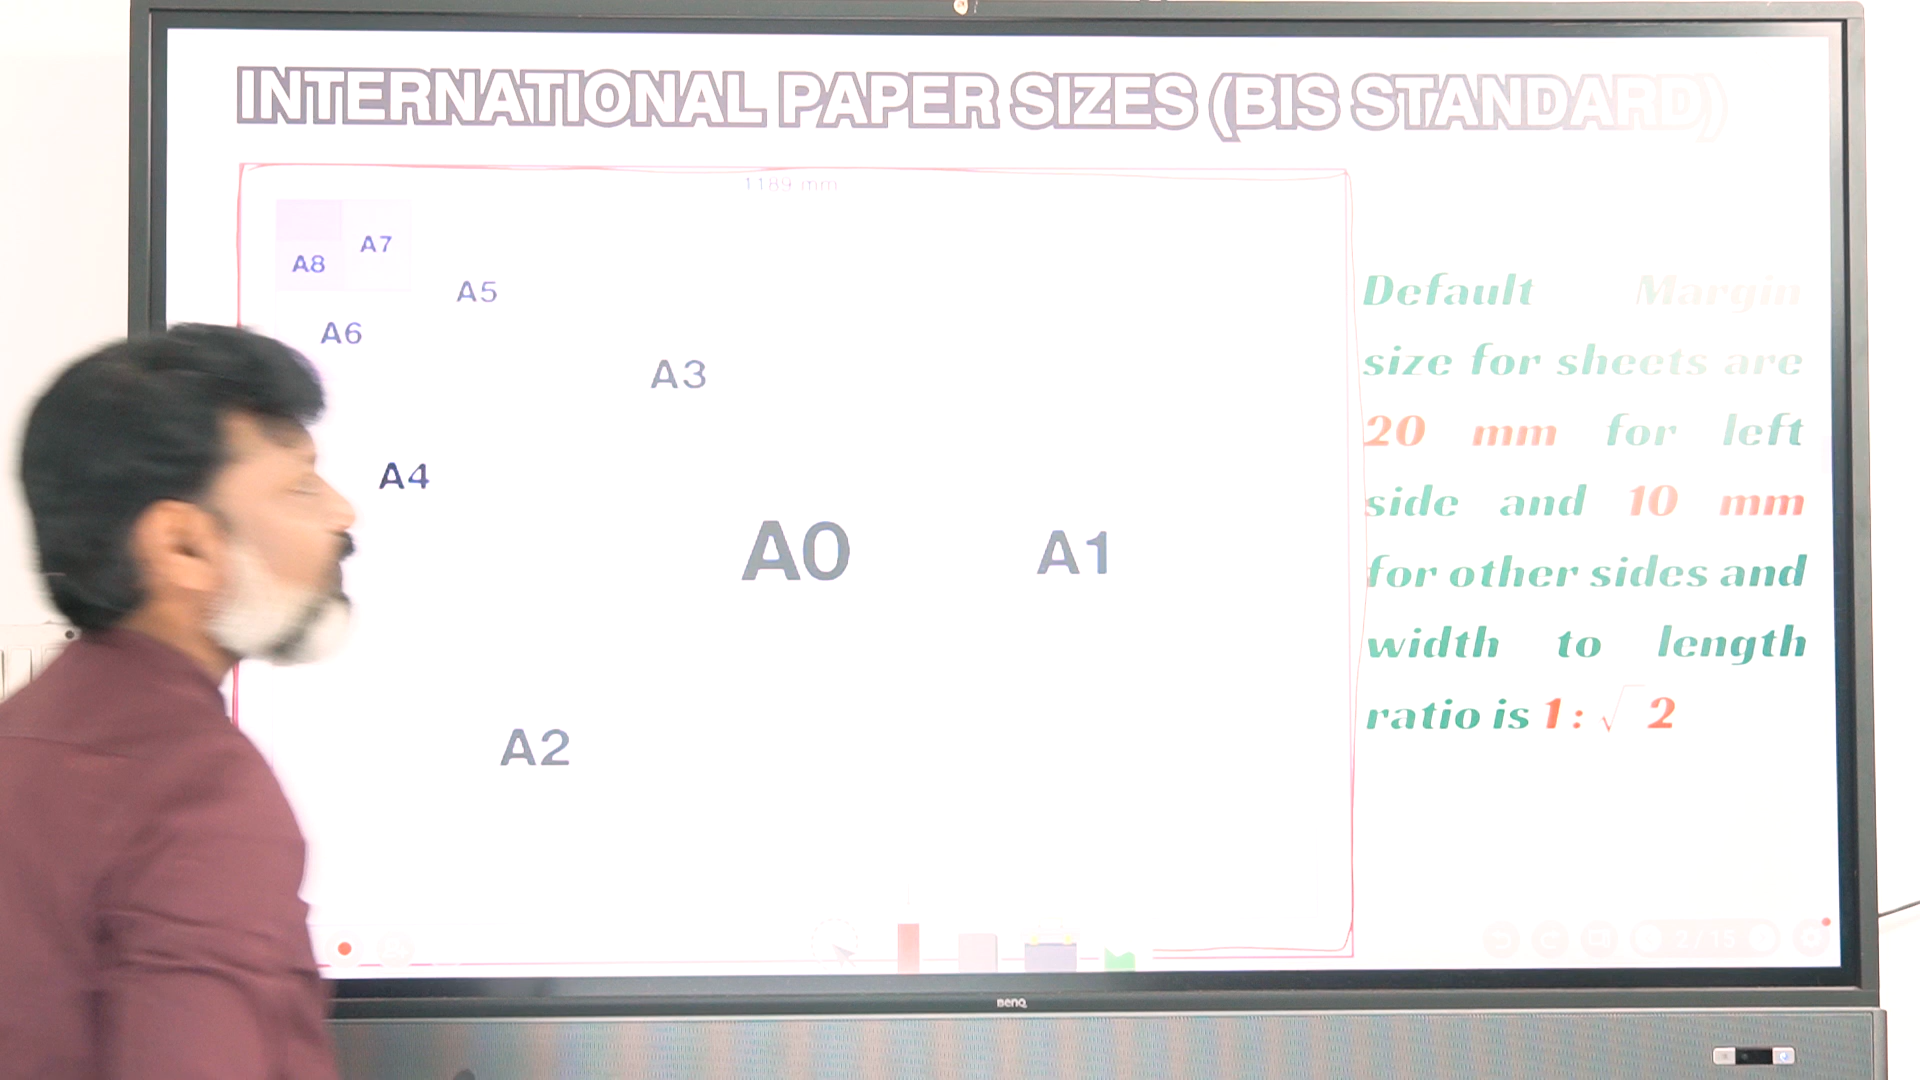 INTERNATIONAL PAPER SIZES (BIS STANDARD)
1189 mm
A7
A8
A5
A6
A3
A4
A0
A1
A2
Default Margin
size for sheets are
20 mm for left
side and 10 mm
for other sides and
width to length
ratio is 1 : √ 2
2/15
BenQ